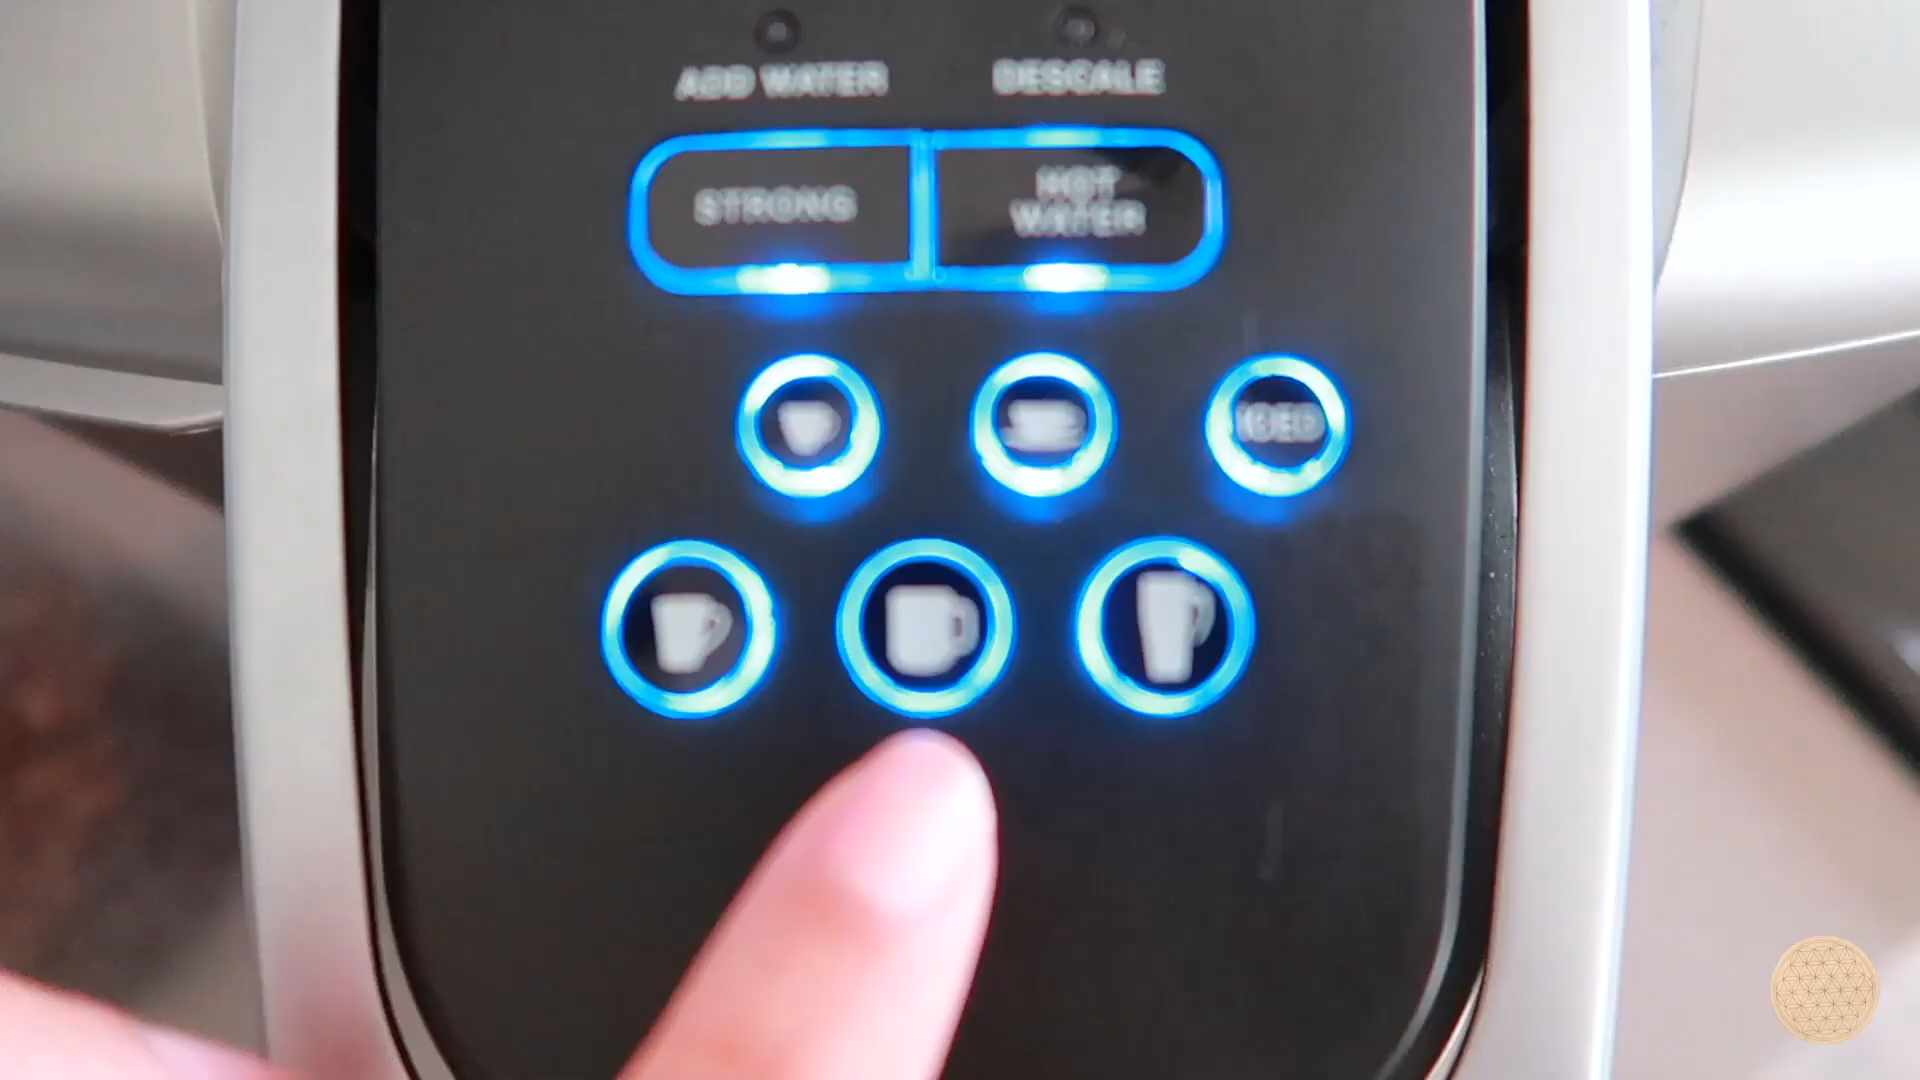 ADD WATER
DESCALE
STRONG
HOT
WATER
ICED